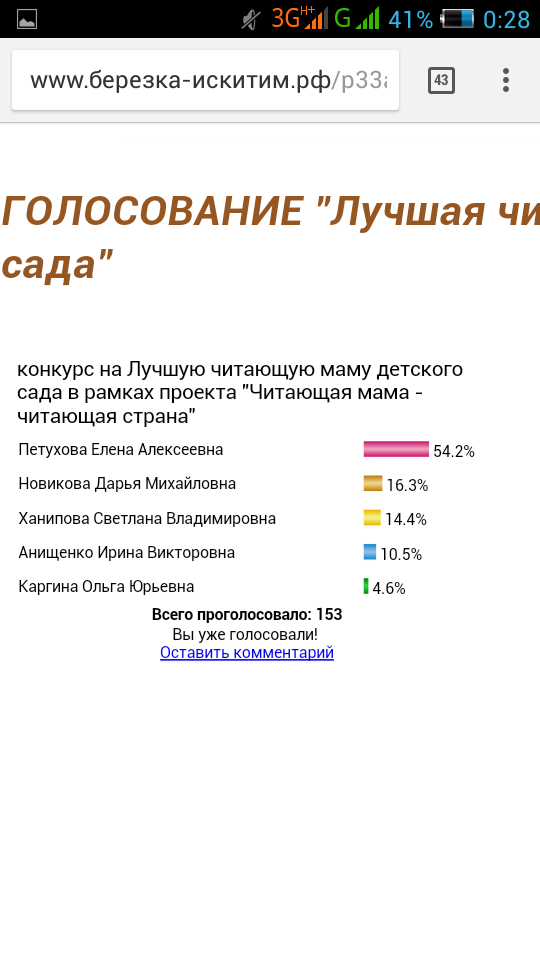 3G H+ G 41% 0:28
www.березка-искитим.рф/р33а
43
ГОЛОСОВАНИЕ "Лучшая чи
сада"
конкурс на Лучшую читающую маму детского
сада в рамках проекта "Читающая мама -
читающая страна"
Петухова Елена Алексеевна 54.2%
Новикова Дарья Михайловна 16.3%
Ханипова Светлана Владимировна 14.4%
Анищенко Ирина Викторовна 10.5%
Каргина Ольга Юрьевна 4.6%
Всего проголосовало: 153
Вы уже голосовали!
Оставить комментарий